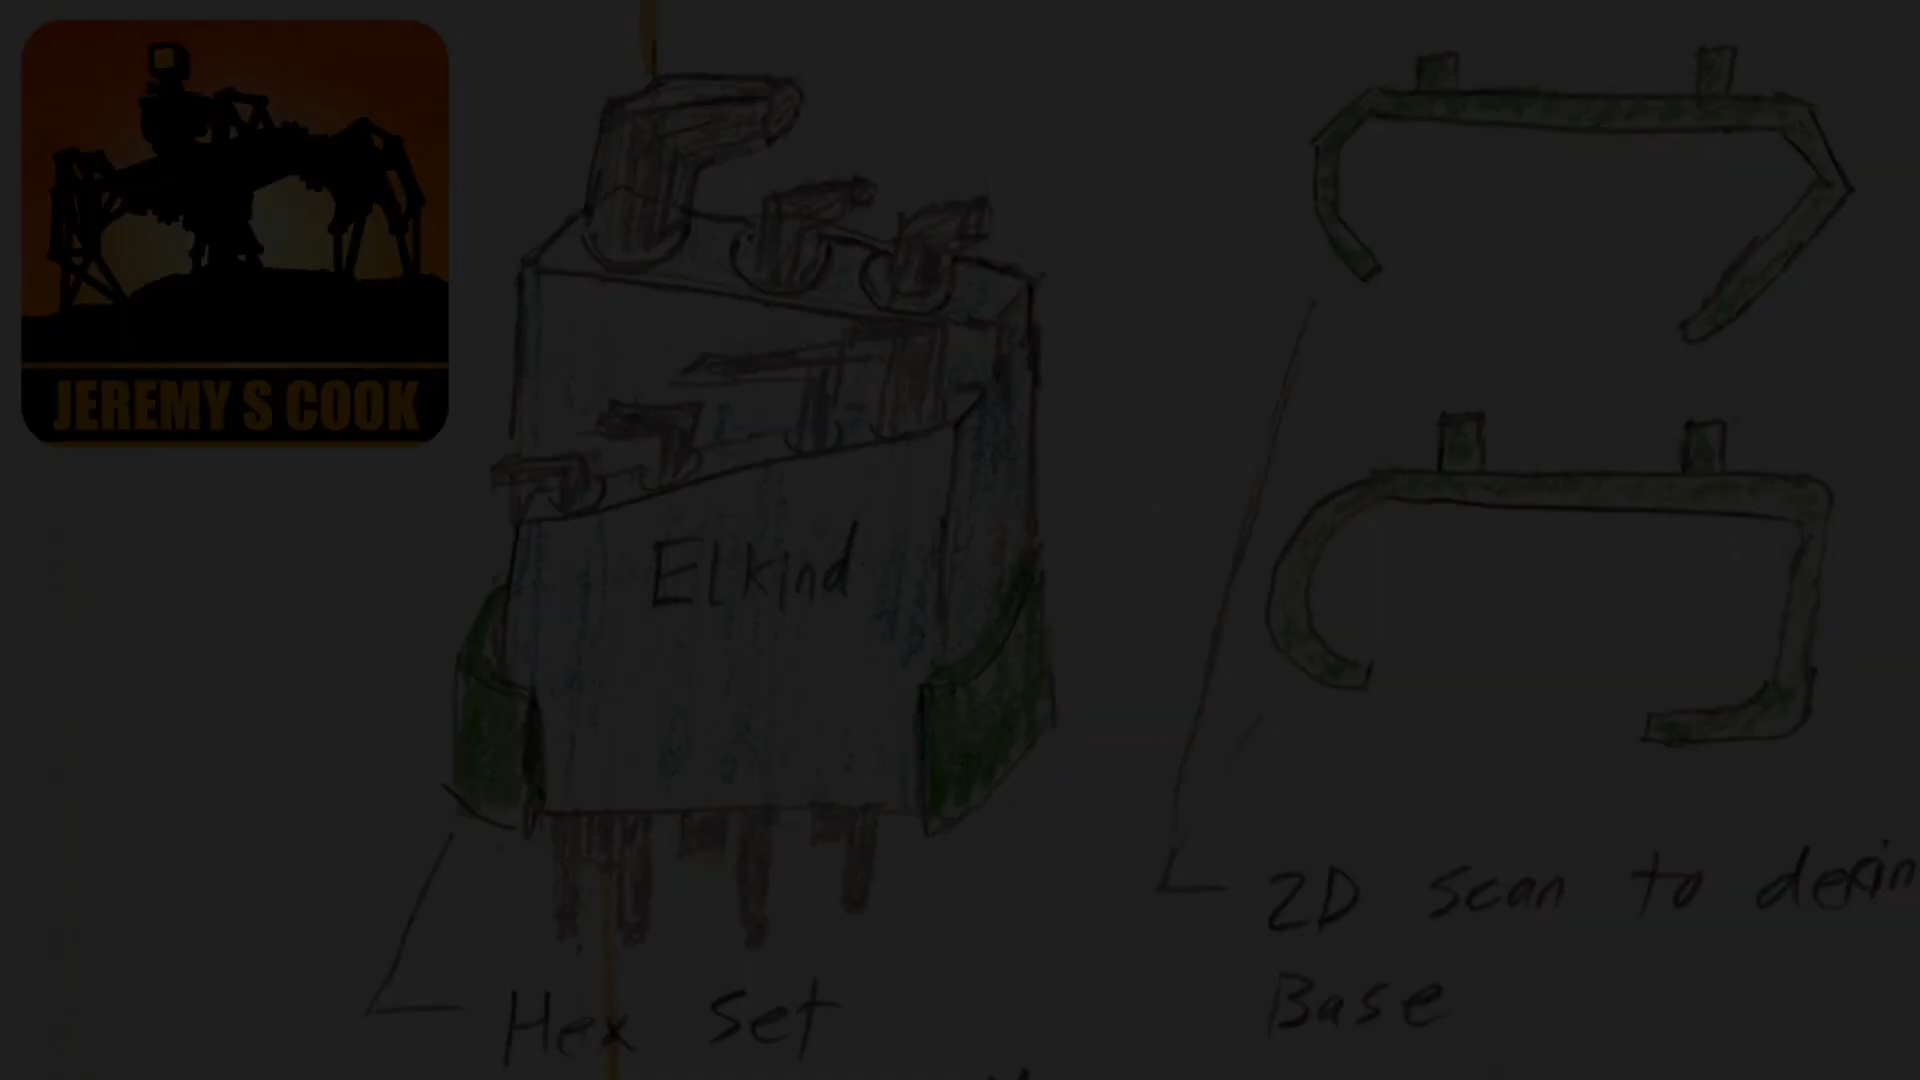 JEREMY S COOK
Elkind
2D scan to
Base
Hex Set